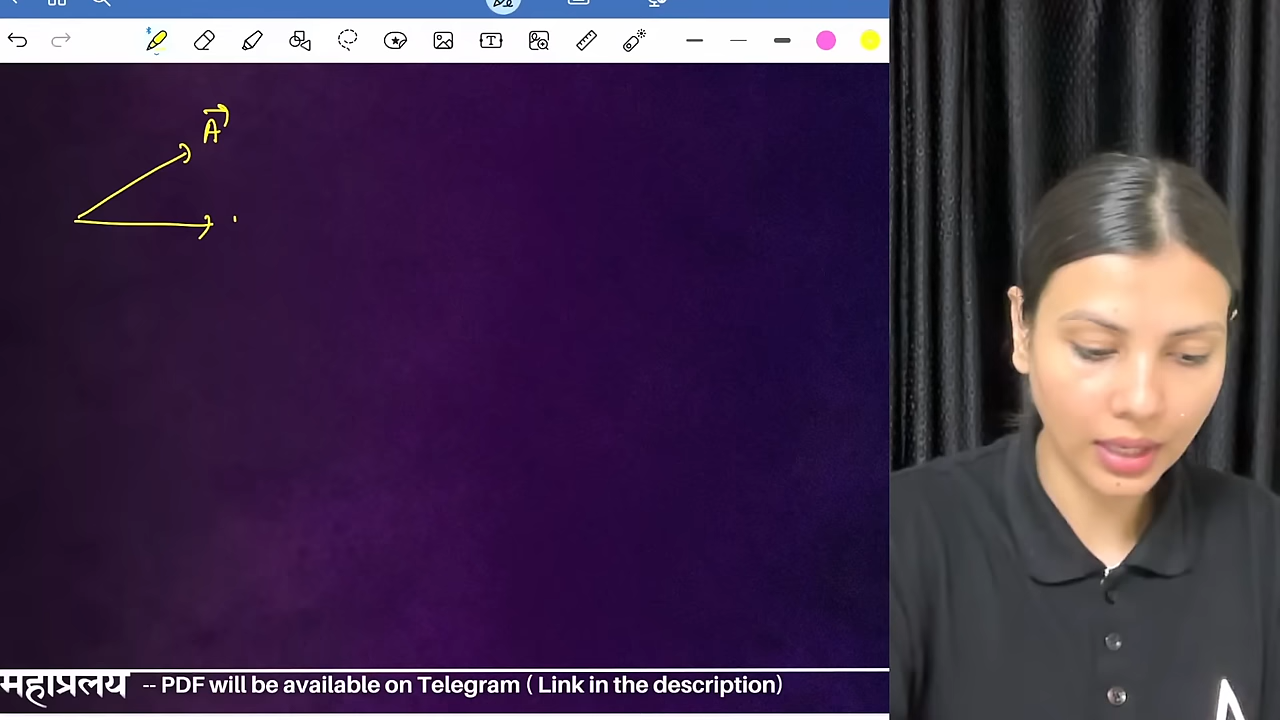 A⃗
महाप्रलय -- PDF will be available on Telegram ( Link in the description)